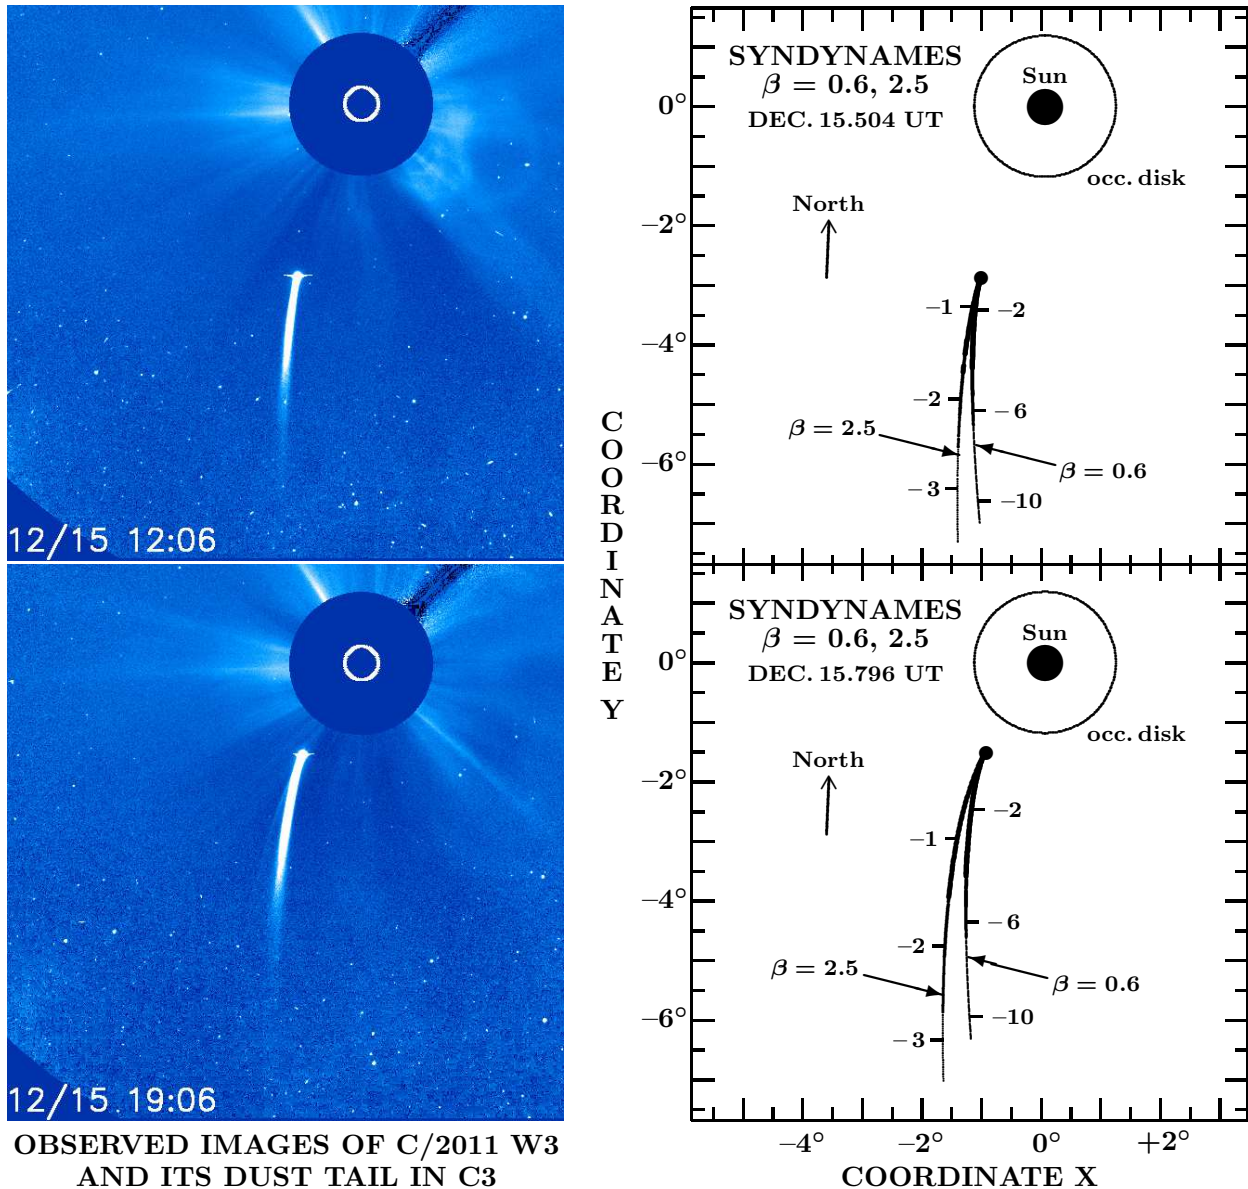 12/15 12:06
12/15 19:06
OBSERVED IMAGES OF C/2011 W3
AND ITS DUST TAIL IN C3
COORDINATE Y
SYNDYNAMES
β = 0.6, 2.5
DEC. 15.504 UT
Sun
occ. disk
North
0°
−2°
−4°
−6°
−1
−2
−2
−6
β = 2.5
β = 0.6
−3
−10
SYNDYNAMES
β = 0.6, 2.5
DEC. 15.796 UT
Sun
occ. disk
North
0°
−2°
−4°
−6°
−2
−1
−6
−2
β = 2.5
β = 0.6
−10
−3
−4° −2° 0° +2°
COORDINATE X